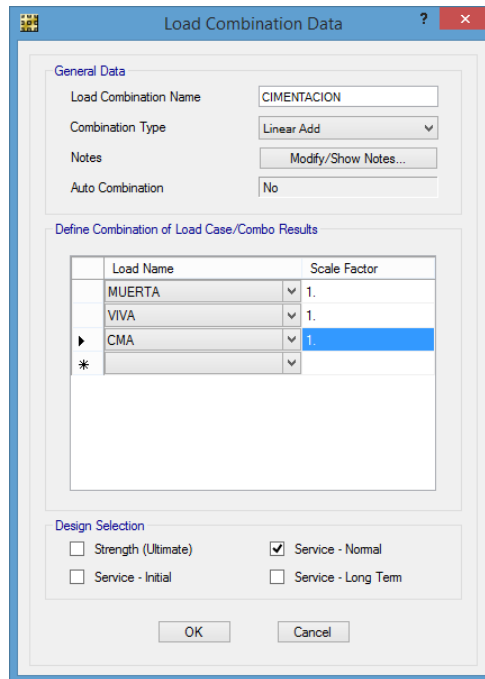 Load Combination Data ? ×
General Data
Load Combination Name CIMENTACION
Combination Type Linear Add
Notes Modify/Show Notes...
Auto Combination No
Define Combination of Load Case/Combo Results
Load Name Scale Factor
MUERTA 1.
VIVA 1.
CMA 1.
Design Selection
Strength (Ultimate) Service - Normal
Service - Initial Service - Long Term
OK Cancel